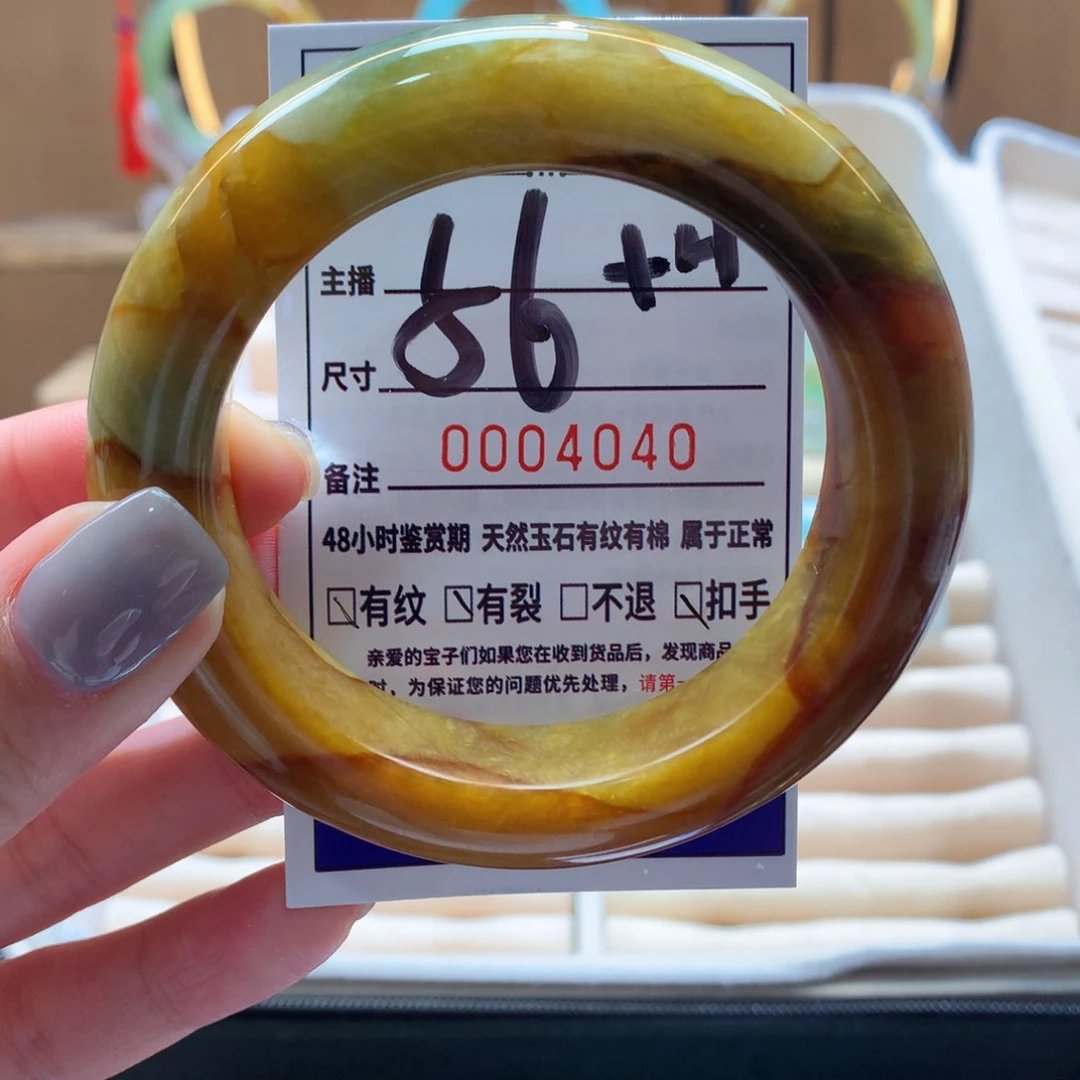 86 +4
主播
尺寸
0004040
备注
48小时鉴赏期 天然玉石有纹有棉 属于正常
☑有纹 ☑有裂 □不退 ☑扣手
亲爱的宝子们如果您在收到货品后，发现商品
时，为保证您的问题优先处理，请第一